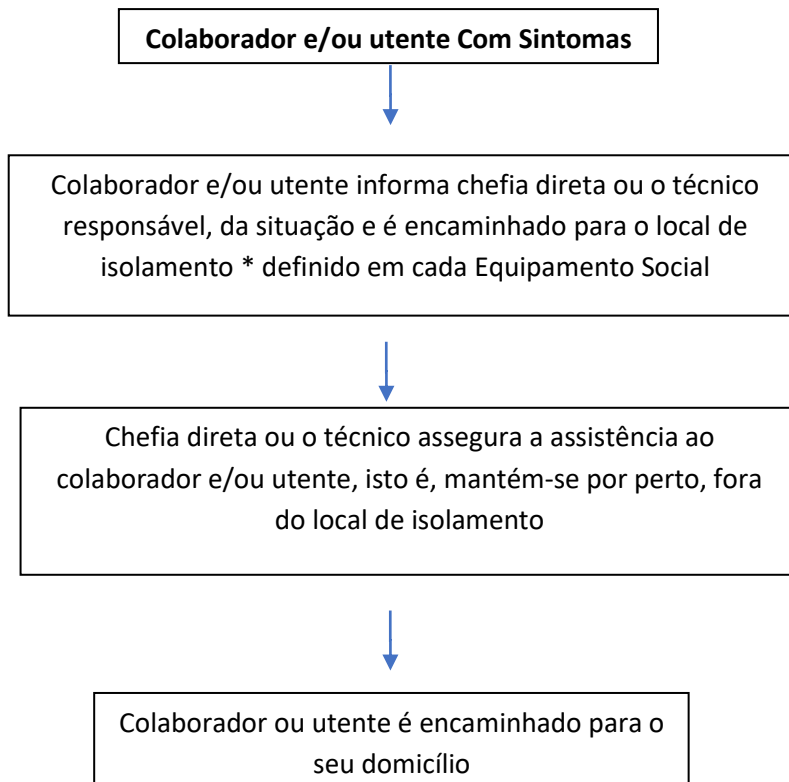 Colaborador e/ou utente Com Sintomas
Colaborador e/ou utente informa chefia direta ou o técnico
responsável, da situação e é encaminhado para o local de
isolamento * definido em cada Equipamento Social
Chefia direta ou o técnico assegura a assistência ao
colaborador e/ou utente, isto é, mantém-se por perto, fora
do local de isolamento
Colaborador ou utente é encaminhado para o
seu domicílio